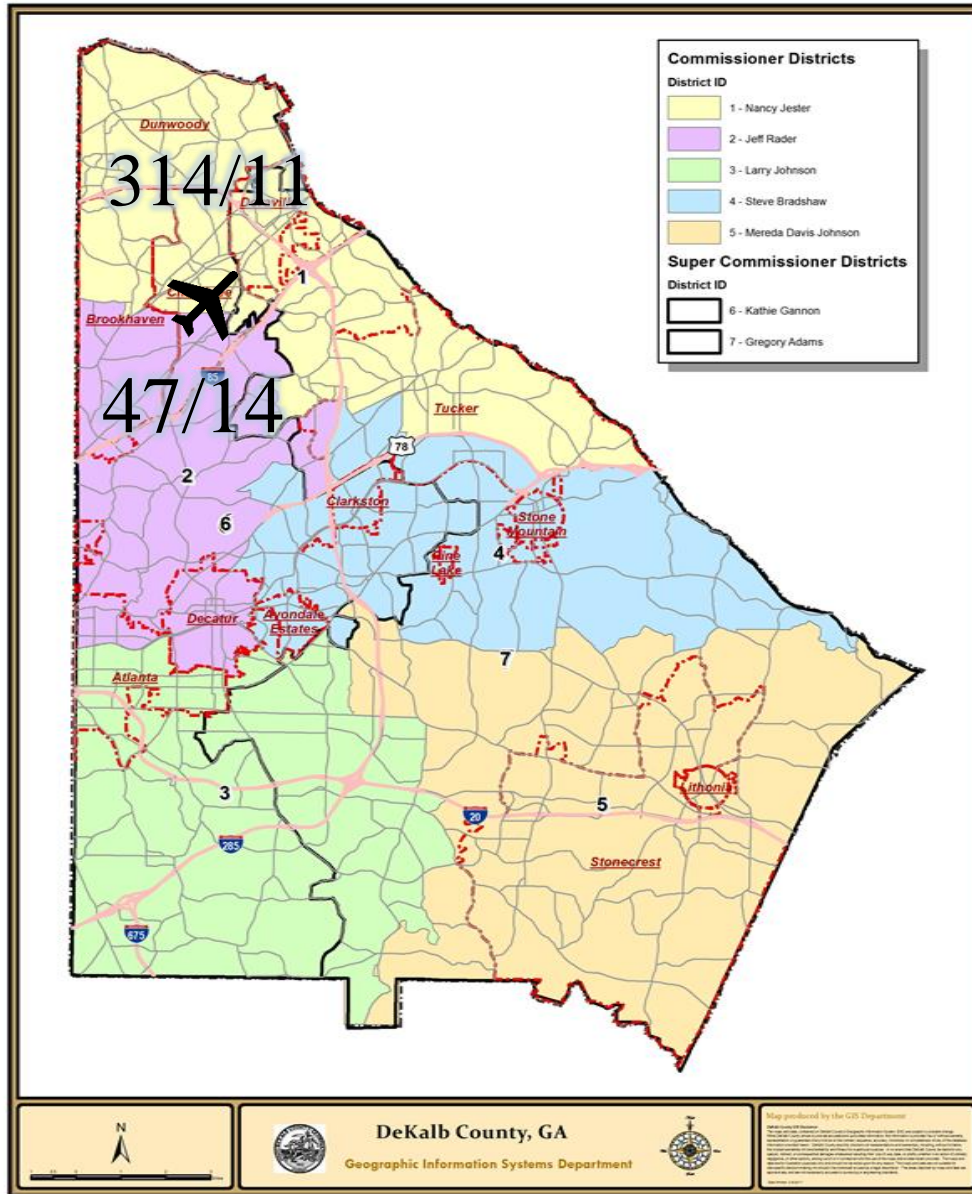 Commissioner Districts
District ID
1 - Nancy Jester
2 - Jeff Rader
3 - Larry Johnson
4 - Steve Bradshaw
5 - Mereda Davis Johnson
Super Commissioner Districts
District ID
6 - Kathie Gannon
7 - Gregory Adams
Dunwoody
314/11
1
Brookhaven
85
47/14
Tucker
78
2
Clarkston
6
Stone
Mountain
4
Decatur
Avondale
Estates
7
Atlanta
3
5
20
285
Stonecrest
675
N
DeKalb County, GA
Geographic Information Systems Department
Map produced by the GIS Department